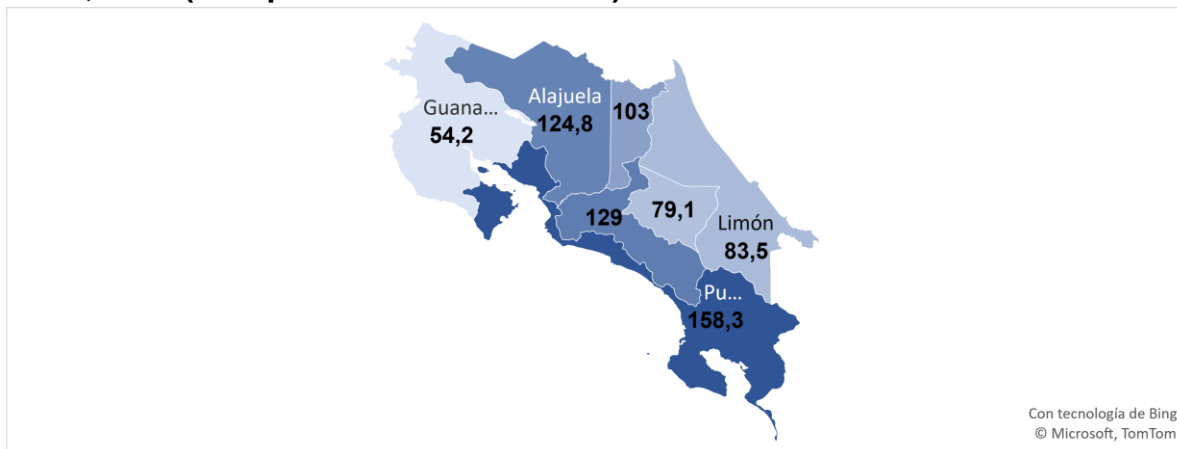 Alajuela
103
Guana...
124,8
54,2
79,1
129
Limón
83,5
Pu...
158,3
Con tecnología de Bing
© Microsoft, TomTom